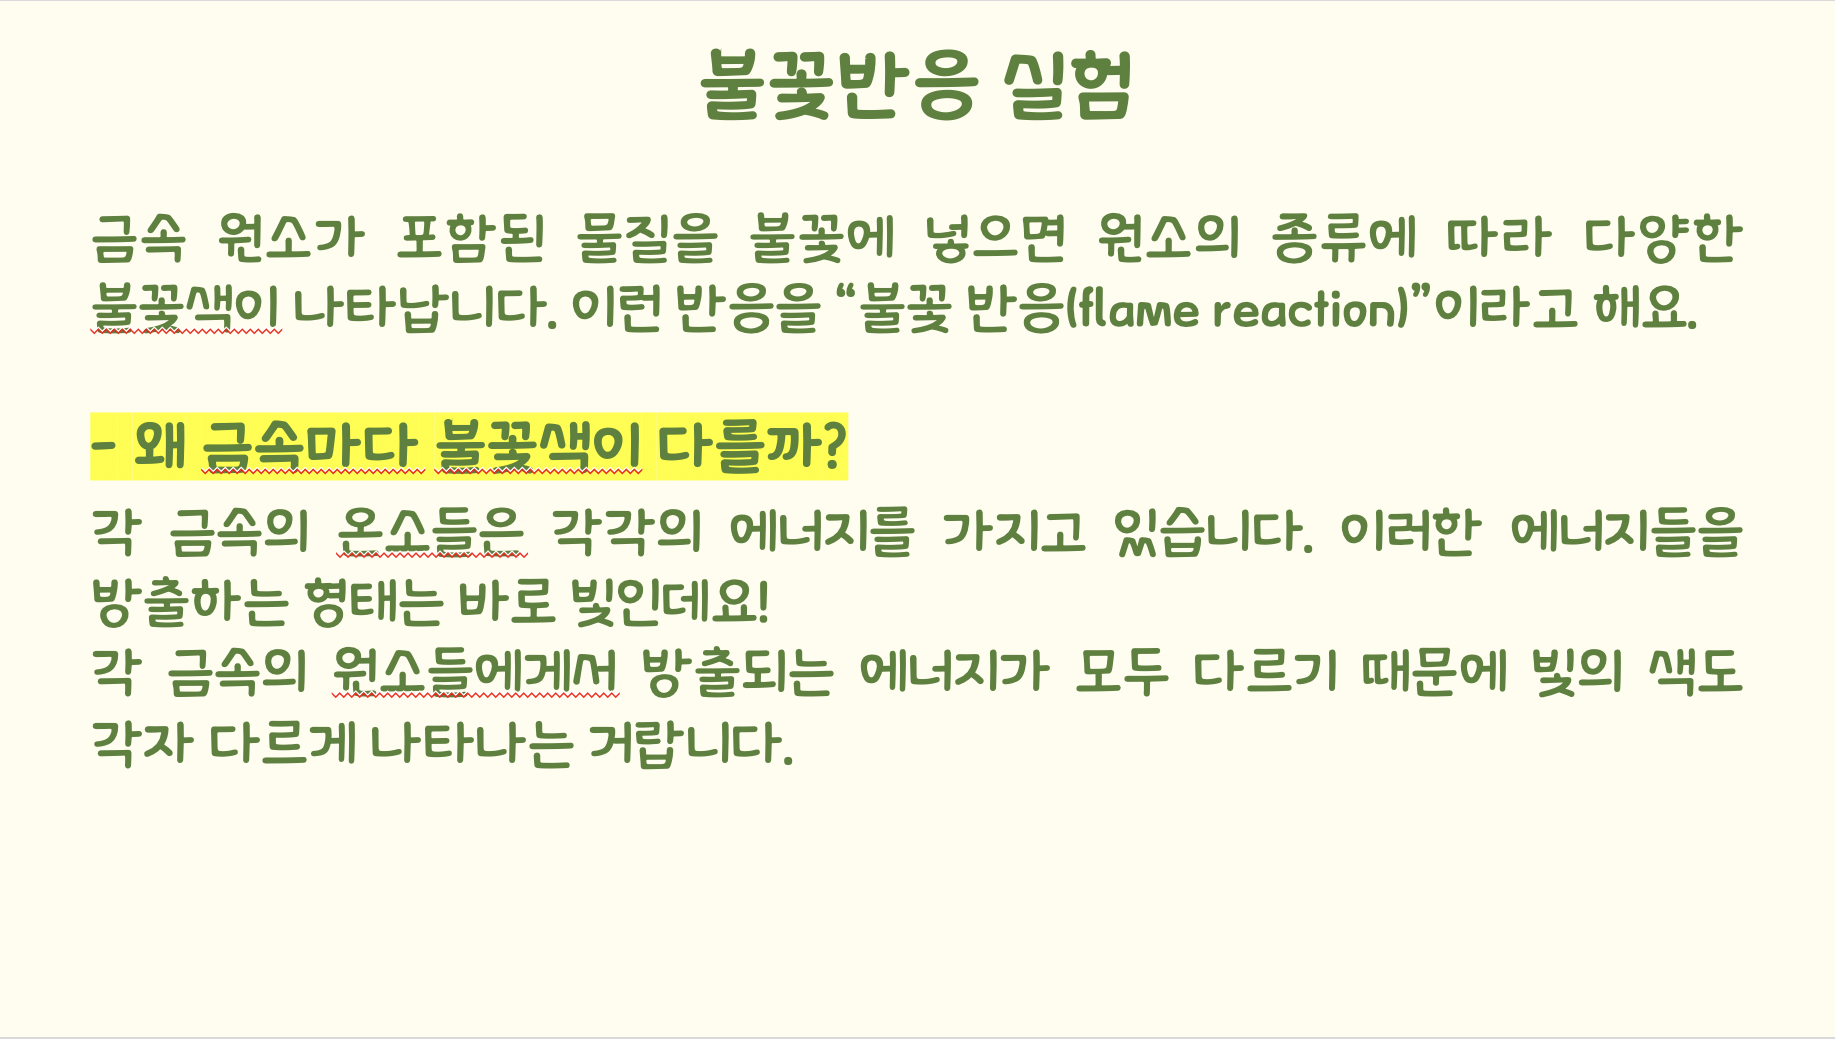 불꽃반응 실험
금속 원소가 포함된 물질을 불꽃에 넣으면 원소의 종류에 따라 다양한
불꽃색이 나타납니다. 이런 반응을 “불꽃 반응(flame reaction)”이라고 해요.
- 왜 금속마다 불꽃색이 다를까?
각 금속의 온소들은 각각의 에너지를 가지고 있습니다. 이러한 에너지들을
방출하는 형태는 바로 빛인데요!
각 금속의 원소들에게서 방출되는 에너지가 모두 다르기 때문에 빛의 색도
각자 다르게 나타나는 거랍니다.